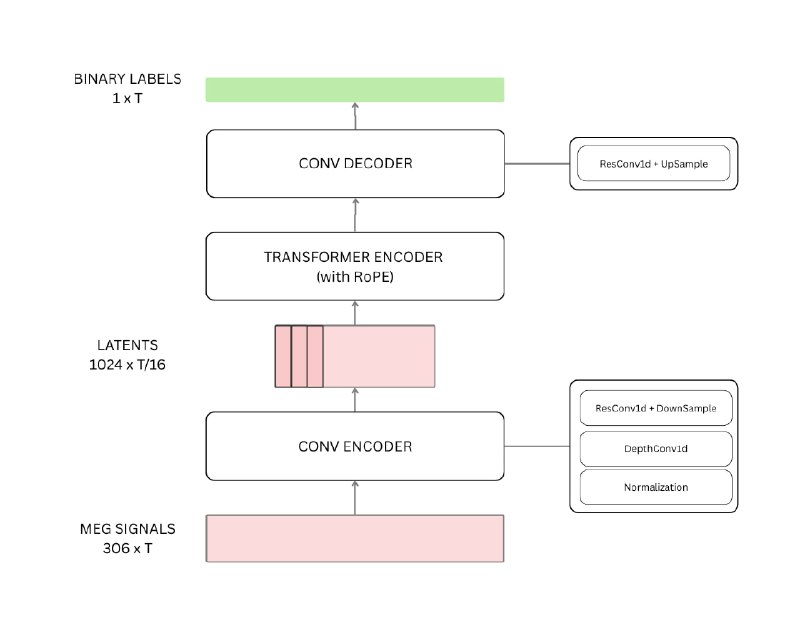 BINARY LABELS
1 x T
CONV DECODER
ResConv1d + UpSample
TRANSFORMER ENCODER
(with RoPE)
LATENTS
1024 x T/16
CONV ENCODER
ResConv1d + DownSample
DepthConv1d
Normalization
MEG SIGNALS
306 x T